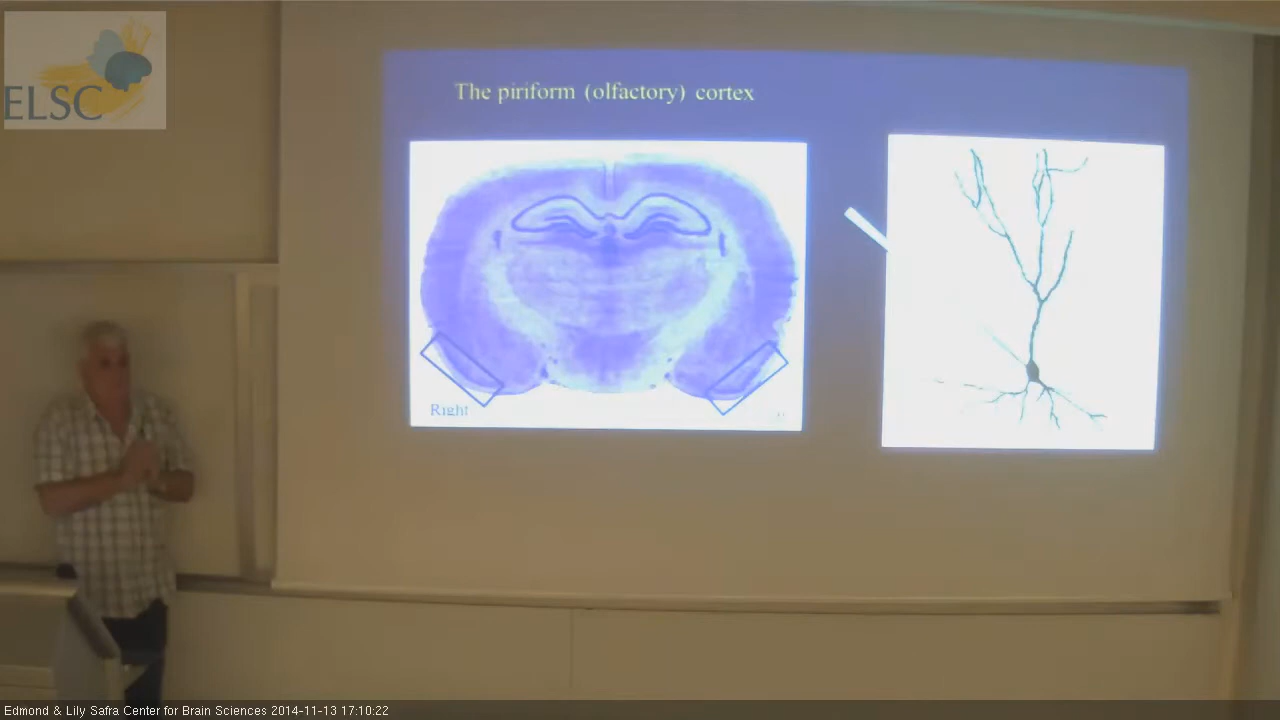 ELSC
The piriform (olfactory) cortex
Right
Edmond & Lily Safra Center for Brain Sciences 2014-11-13 17:10:22